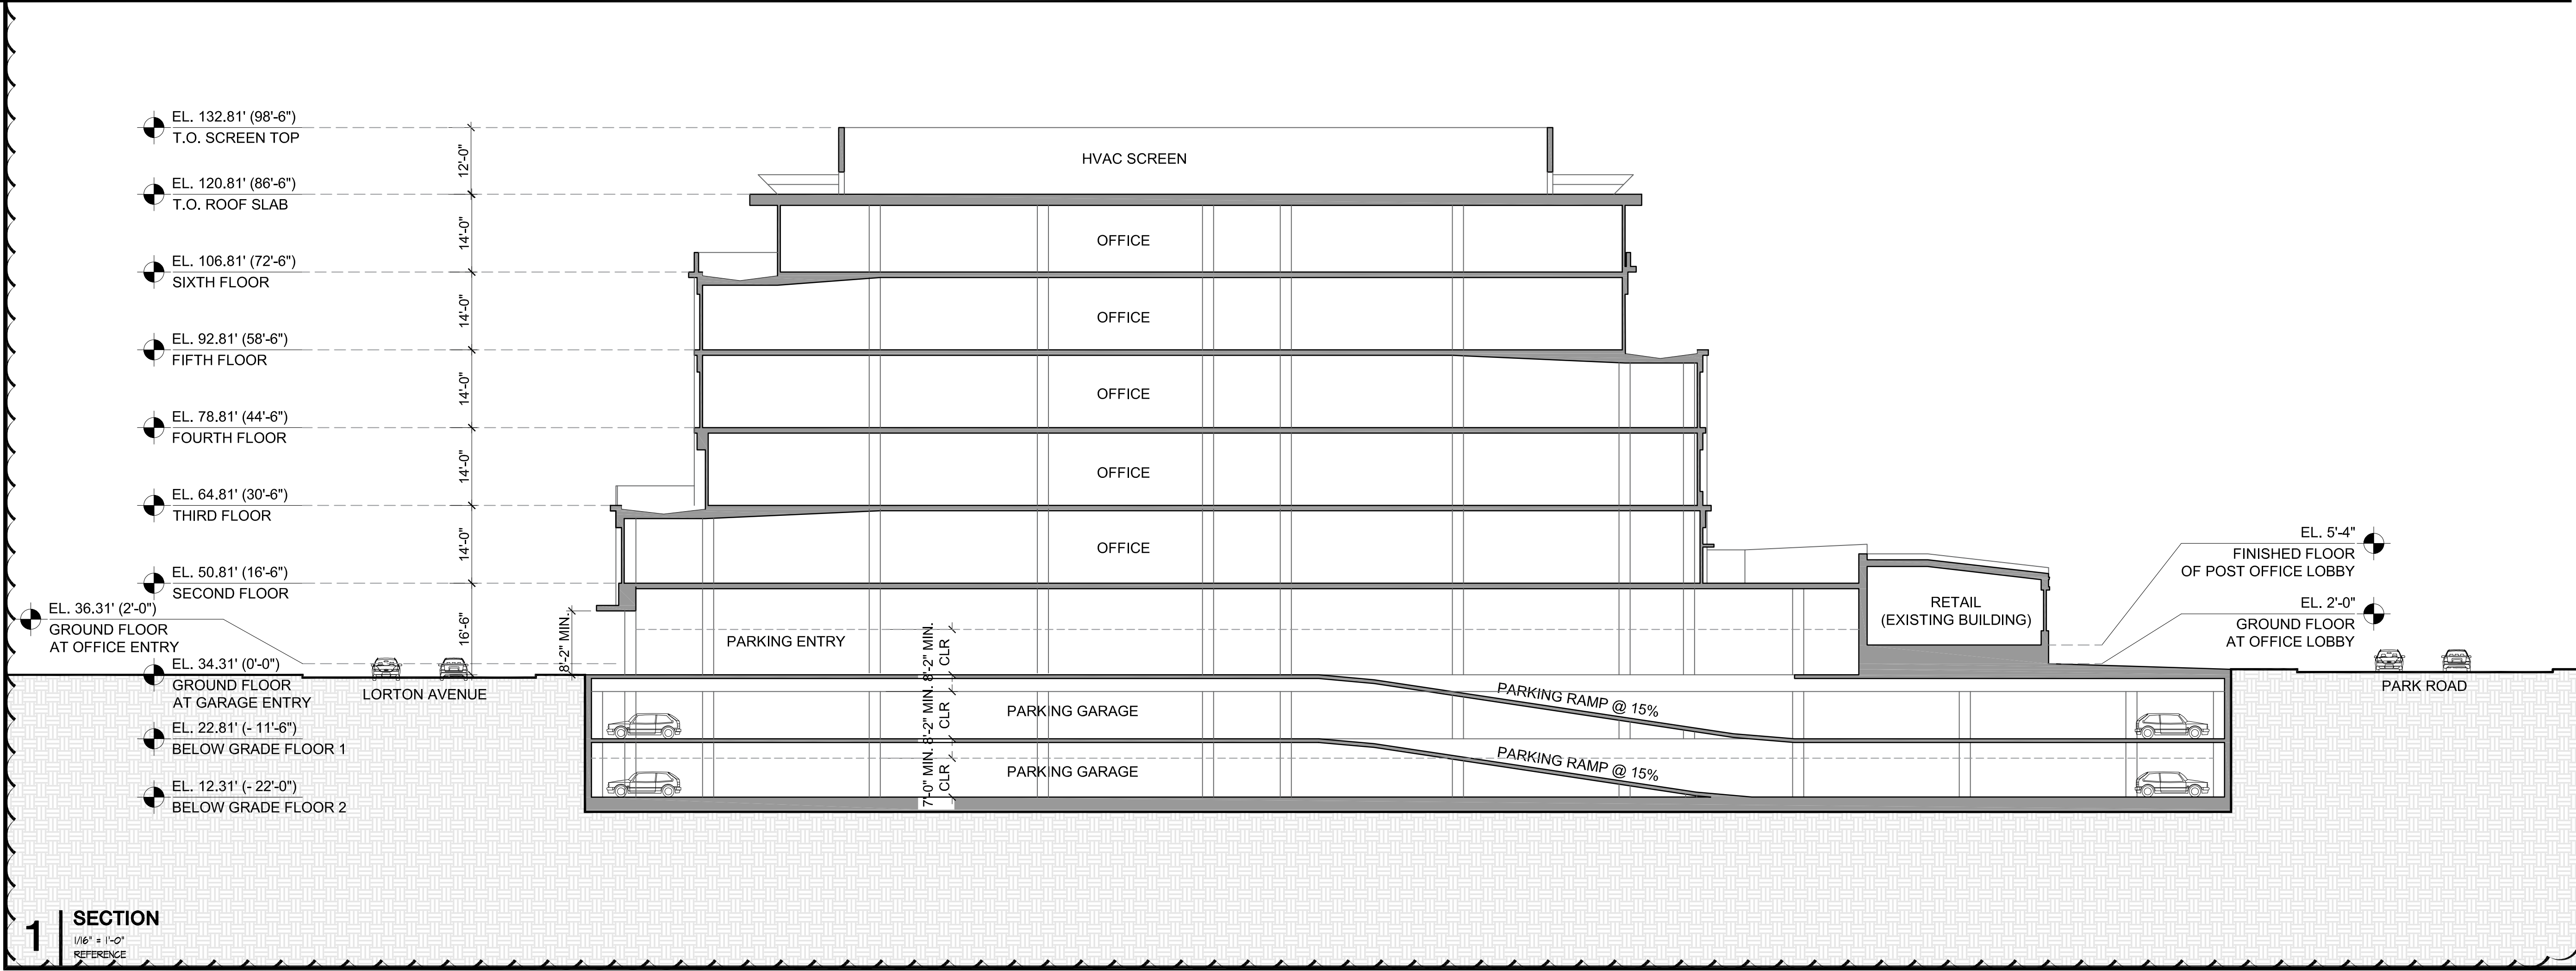 EL. 132.81' (98'-6")
T.O. SCREEN TOP
12'-0"
HVAC SCREEN
EL. 120.81' (86'-6")
T.O. ROOF SLAB
14'-0"
OFFICE
EL. 106.81' (72'-6")
SIXTH FLOOR
14'-0"
OFFICE
EL. 92.81' (58'-6")
FIFTH FLOOR
14'-0"
OFFICE
EL. 78.81' (44'-6")
FOURTH FLOOR
14'-0"
OFFICE
EL. 64.81' (30'-6")
THIRD FLOOR
14'-0"
OFFICE
EL. 50.81' (16'-6")
SECOND FLOOR
16'-6"
EL. 36.31' (2'-0")
GROUND FLOOR
AT OFFICE ENTRY
EL. 34.31' (0'-0")
GROUND FLOOR
AT GARAGE ENTRY
LORTON AVENUE
8'-2" MIN.
PARKING ENTRY
8'-2" MIN.
CLR
RETAIL
(EXISTING BUILDING)
EL. 5'-4"
FINISHED FLOOR
OF POST OFFICE LOBBY
EL. 2'-0"
GROUND FLOOR
AT OFFICE LOBBY
PARK ROAD
EL. 22.81' (- 11'-6")
BELOW GRADE FLOOR 1
8'-2" MIN.
CLR
PARKING GARAGE
PARKING RAMP @ 15%
EL. 12.31' (- 22'-0")
BELOW GRADE FLOOR 2
7'-0" MIN.
CLR
PARKING GARAGE
PARKING RAMP @ 15%
1
SECTION
1/16" = 1'-0"
REFERENCE